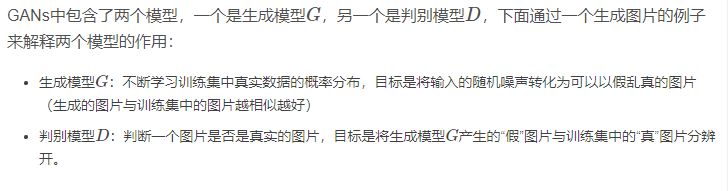 GANs中包含了两个模型，一个是生成模型G，另一个是判别模型D，下面通过一个生成图片的例子
来解释两个模型的作用：
• 生成模型G：不断学习训练集中真实数据的概率分布，目标是将输入的随机噪声转化为可以以假乱真的图片
（生成的图片与训练集中的图片越相似越好）
• 判别模型D：判断一个图片是否是真实的图片，目标是将生成模型G产生的“假”图片与训练集中的“真”图片分辨
开。